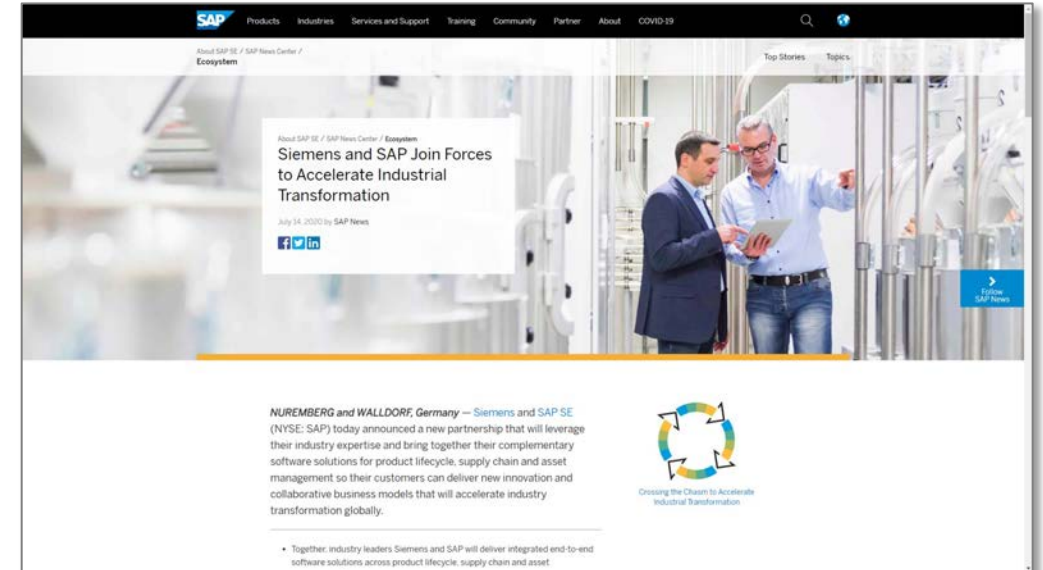 SAP Products Industries Services and Support Training Community Partner About COVID-19
About SAP SE / SAP News Center /
Ecosystem
Top Stories Topics
About SAP SE / SAP News Center / Ecosystem
Siemens and SAP Join Forces
to Accelerate Industrial
Transformation
July 14, 2020 by SAP News
f in
Follow
SAP News
NUREMBERG and WALLDORF, Germany — Siemens and SAP SE
(NYSE: SAP) today announced a new partnership that will leverage
their industry expertise and bring together their complementary
software solutions for product lifecycle, supply chain and asset
management so their customers can deliver new innovation and
collaborative business models that will accelerate industry
transformation globally.
Crossing the Chasm to Accelerate
Industrial Transformation
• Together, industry leaders Siemens and SAP will deliver integrated end-to-end
software solutions across product lifecycle, supply chain and asset